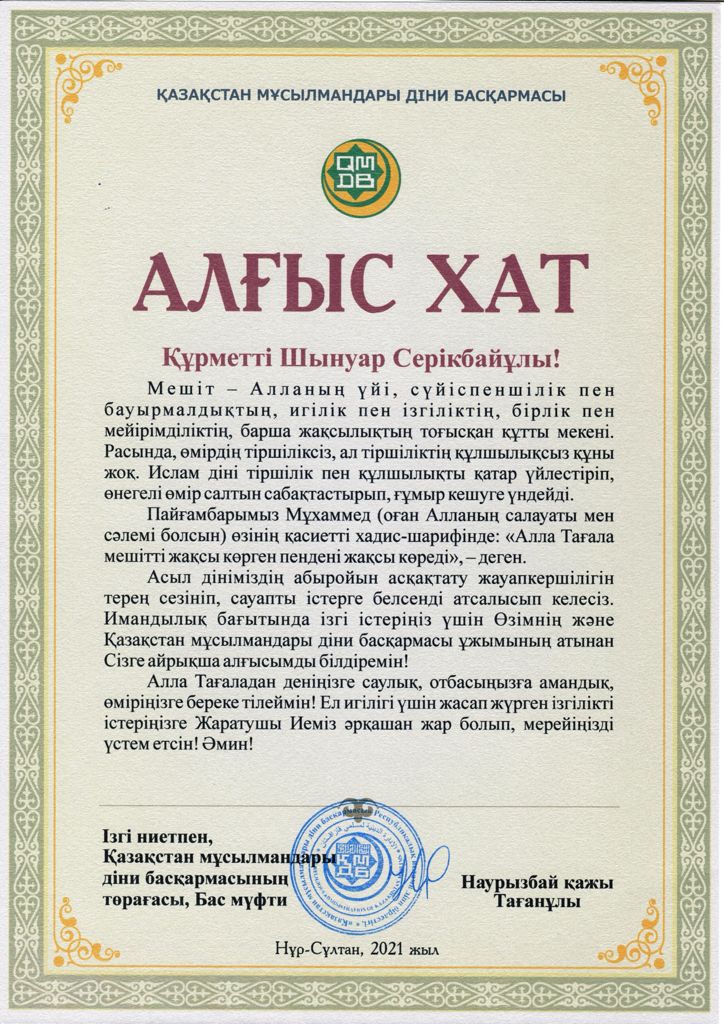 ҚАЗАҚСТАН МҰСЫЛМАНДАРЫ ДІНИ БАСҚАРМАСЫ
QM
DB
АЛҒЫС ХАТ
Құрметті Шынуар Серікбайұлы!
Мешіт – Алланың үйі, сүйіспеншілік пен
бауырмалдықтың, игілік пен ізгіліктің, бірлік пен
мейірімділіктің, барша жақсылықтың тоғысқан құтты мекені.
Расында, өмірдің тіршіліксіз, ал тіршіліктің құлшылықсыз құны
жоқ. Ислам діні тіршілік пен құлшылықты қатар үйлестіріп,
өнегелі өмір салтын сабақтастырып, ғұмыр кешуге үндейді.
Пайғамбарымыз Мұхаммед (оған Алланың салауаты мен
сәлемі болсын) өзінің қасиетті хадис-шарифінде: «Алла Тағала
мешітті жақсы көрген пендені жақсы көреді», – деген.
Асыл дініміздің абыройын асқақтату жауапкершілігін
терең сезініп, сауапты істерге белсенді атсалысып келесіз.
Имандылық бағытында ізгі істеріңіз үшін Өзімнің және
Қазақстан мұсылмандары діни басқармасы ұжымының атынан
Сізге айрықша алғысымды білдіремін!
Алла Тағаладан деніңізге саулық, отбасыңызға амандық,
өміріңізге береке тілеймін! Ел игілігі үшін жасап жүрген ізгілікті
істеріңізге Жаратушы Иеміз әрқашан жар болып, мерейіңізді
үстем етсін! Әмин!
Ізгі ниетпен,
Қазақстан мұсылмандары
діни басқармасының
төрағасы, Бас мүфти
ҚМ
ДБ
Наурызбай қажы
Тағанұлы
Нұр-Сұлтан, 2021 жыл